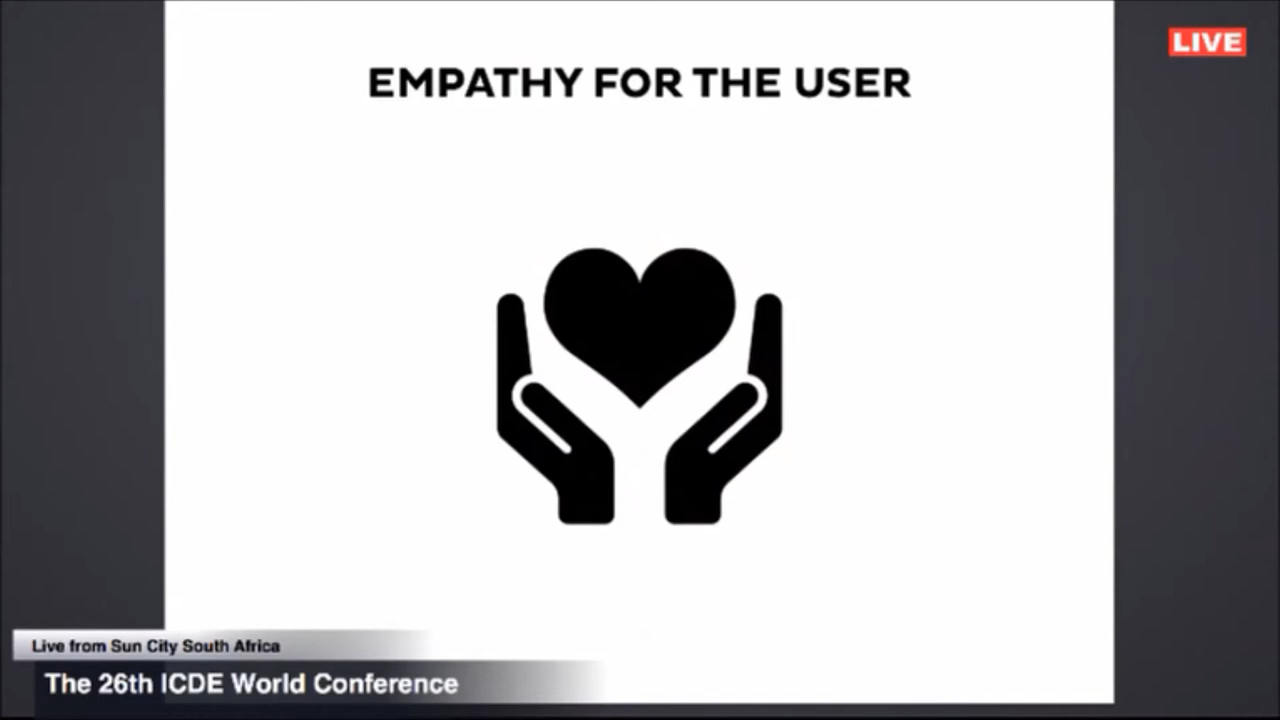 LIVE
EMPATHY FOR THE USER
Live from Sun City South Africa
The 26th ICDE World Conference